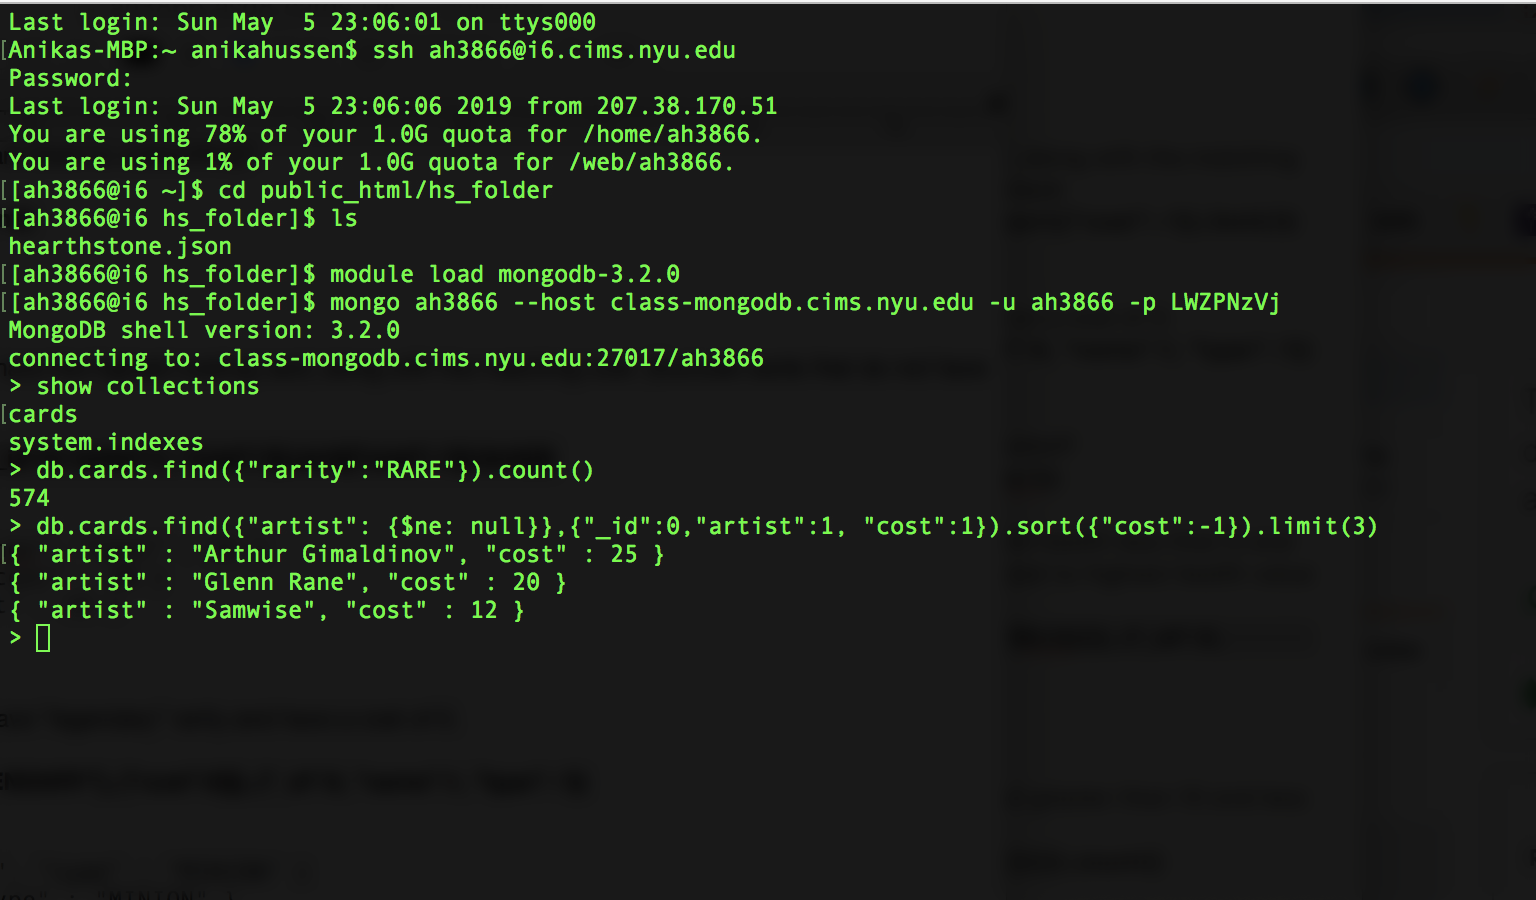 Last login: Sun May  5 23:06:01 on ttys000
[Anikas-MBP:~ anikahussen$ ssh ah3866@i6.cims.nyu.edu
Password:
Last login: Sun May  5 23:06:06 2019 from 207.38.170.51
You are using 78% of your 1.0G quota for /home/ah3866.
You are using 1% of your 1.0G quota for /web/ah3866.
[[ah3866@i6 ~]$ cd public_html/hs_folder
[[ah3866@i6 hs_folder]$ ls
hearthstone.json
[[ah3866@i6 hs_folder]$ module load mongodb-3.2.0
[[ah3866@i6 hs_folder]$ mongo ah3866 --host class-mongodb.cims.nyu.edu -u ah3866 -p LWZPNzVj
MongoDB shell version: 3.2.0
connecting to: class-mongodb.cims.nyu.edu:27017/ah3866
> show collections
[cards
system.indexes
> db.cards.find({"rarity":"RARE"}).count()
574
> db.cards.find({"artist": {$ne: null}},{"_id":0,"artist":1, "cost":1}).sort({"cost":-1}).limit(3)
[{ "artist" : "Arthur Gimaldinov", "cost" : 25 }
{ "artist" : "Glenn Rane", "cost" : 20 }
{ "artist" : "Samwise", "cost" : 12 }
>